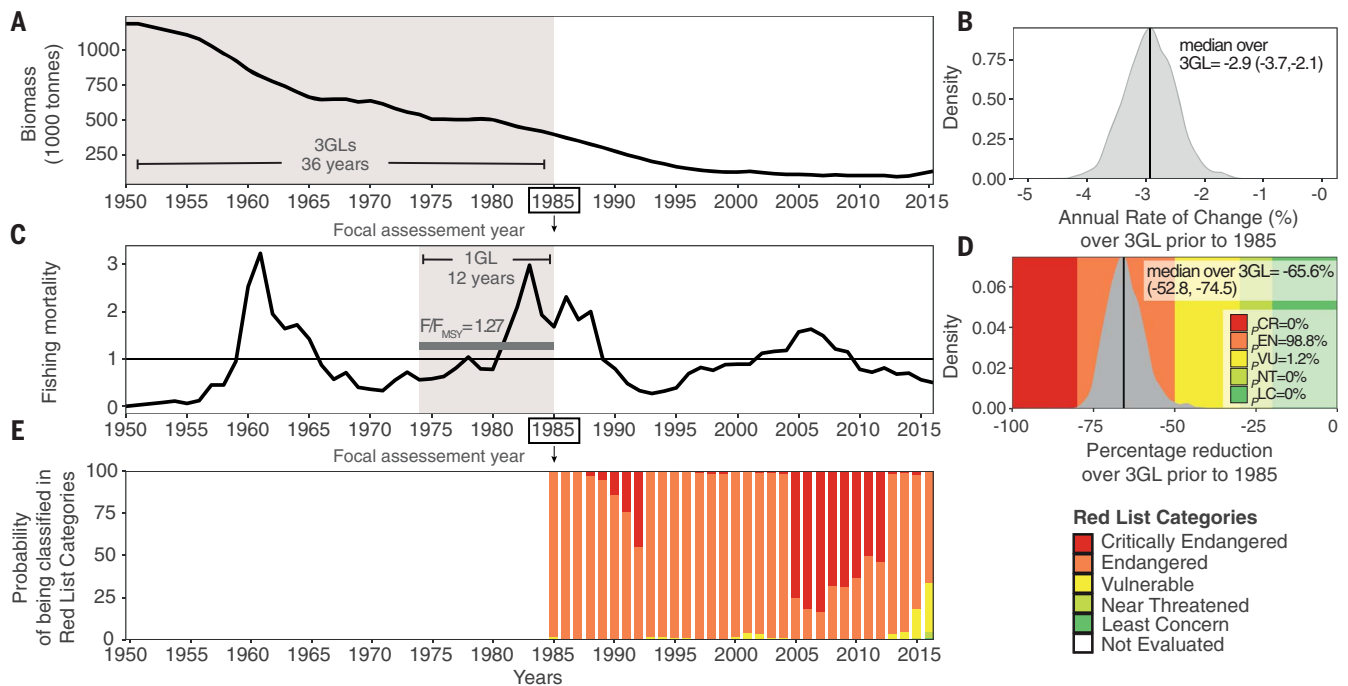 A
Biomass
(1000 tonnes)
1000
750
500
250
3GLs
36 years
1950 1955 1960 1965 1970 1975 1980 1985 1990 1995 2000 2005 2010 2015
Focal assessement year
B
Density
0.75
0.50
0.25
0.00
median over
3GL= -2.9 (-3.7,-2.1)
-5 -4 -3 -2 -1 -0
Annual Rate of Change (%)
over 3GL prior to 1985
C
Fishing mortality
3
2
1
0
1GL
12 years
F/FMSY= 1.27
1950 1955 1960 1965 1970 1975 1980 1985 1990 1995 2000 2005 2010 2015
Focal assessement year
D
Density
0.06
0.04
0.02
0.00
median over 3GL= -65.6%
(-52.8, -74.5)
PCR=0%
PEN=98.8%
PVU=1.2%
PNT=0%
PLC=0%
-100 -75 -50 -25 0
Percentage reduction
over 3GL prior to 1985
E
Probability
of being classified in
Red List Categories
100
75
50
25
0
1950 1955 1960 1965 1970 1975 1980 1985 1990 1995 2000 2005 2010 2015
Years
Red List Categories
Critically Endangered
Endangered
Vulnerable
Near Threatened
Least Concern
Not Evaluated